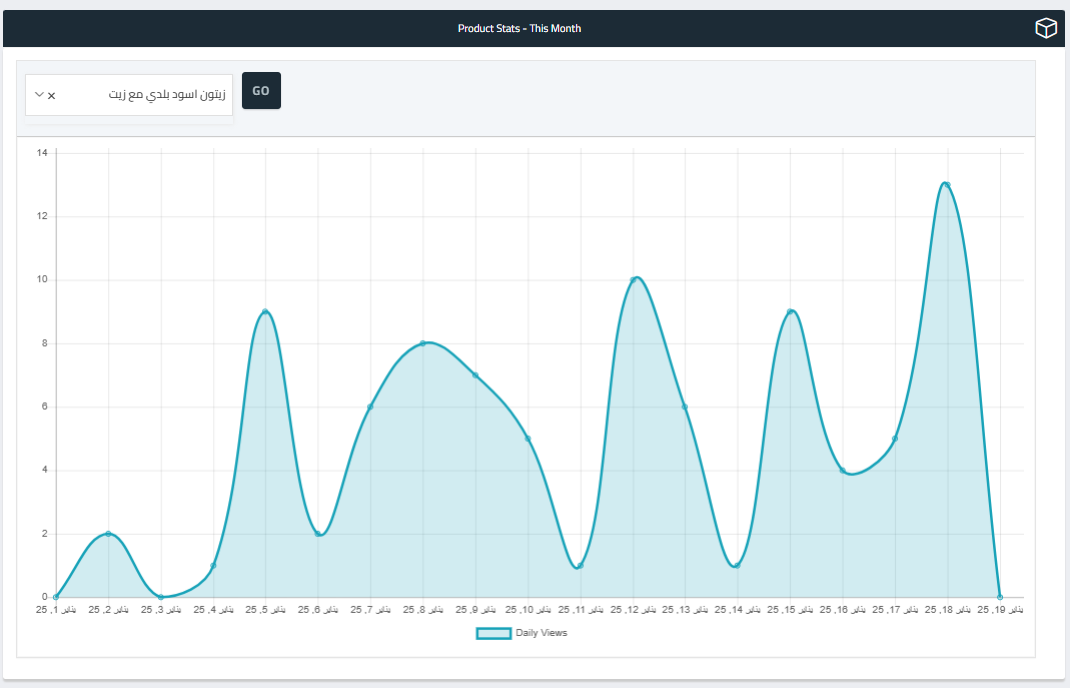 Product Stats - This Month
زيتون اسود بلدي مع زيت
GO
14
12
10
8
6
4
2
0
يناير 1, 25
يناير 2, 25
يناير 3, 25
يناير 4, 25
يناير 5, 25
يناير 6, 25
يناير 7, 25
يناير 8, 25
يناير 9, 25
يناير 10, 25
يناير 11, 25
يناير 12, 25
يناير 13, 25
يناير 14, 25
يناير 15, 25
يناير 16, 25
يناير 17, 25
يناير 18, 25
يناير 19, 25
Daily Views